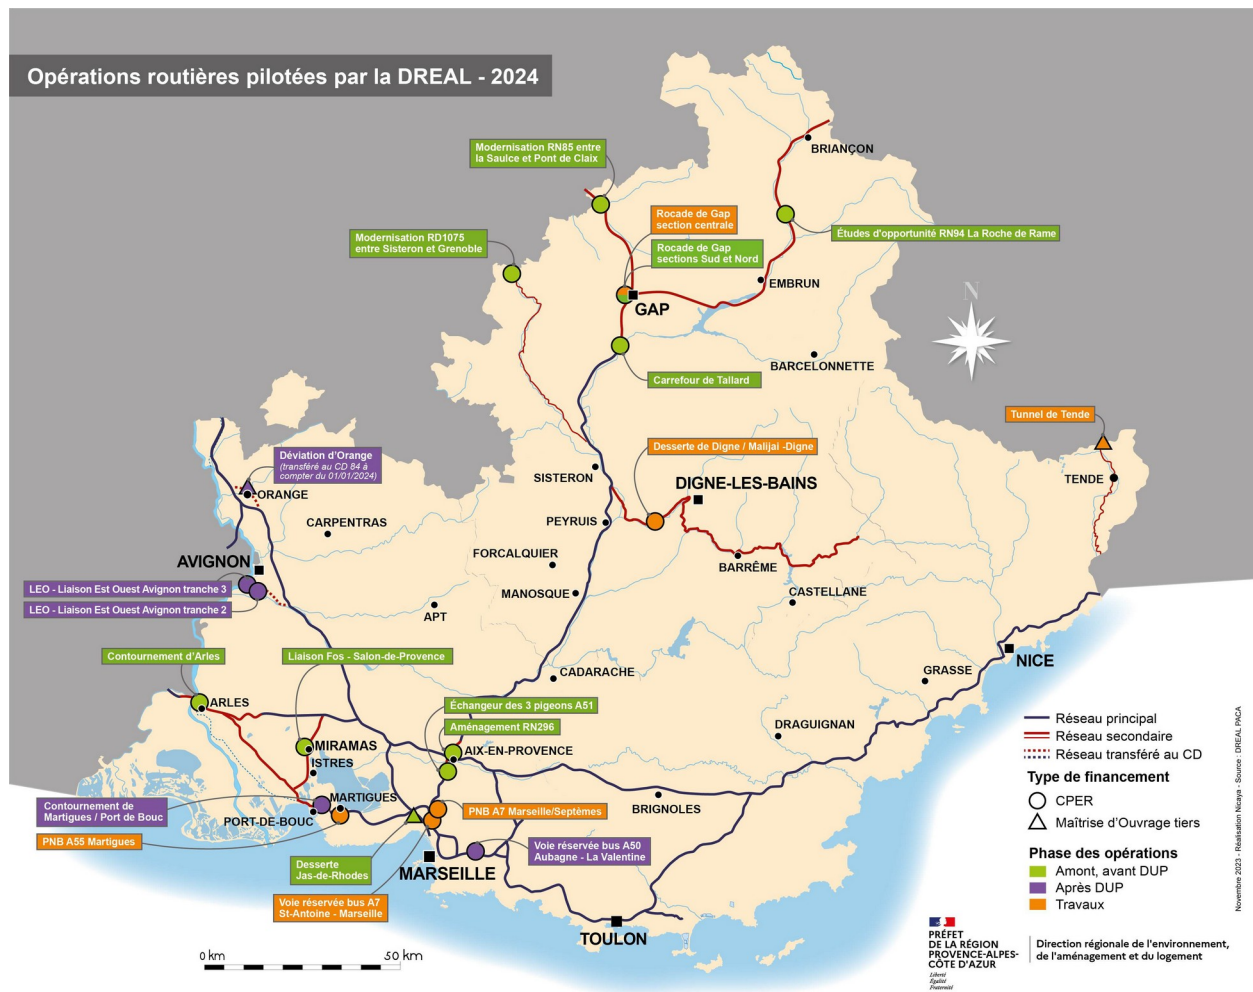 Opérations routières pilotées par la DREAL - 2024
Modernisation RN85 entre
la Saulce et Pont de Claix
BRIANÇON
Rocade de Gap
section centrale
Modernisation RD1075
entre Sisteron et Grenoble
Rocade de Gap
sections Sud et Nord
Études d'opportunité RN94 La Roche de Rame
EMBRUN
N
GAP
BARCELONNETTE
Carrefour de Tallard
Tunnel de Tende
Desserte de Digne / Malijai -Digne
Déviation d'Orange
(transféré au CD 84 à
compter du 01/01/2024)
SISTERON
TENDE
DIGNE-LES-BAINS
ORANGE
CARPENTRAS
PEYRUIS
FORCALQUIER
AVIGNON
BARRÊME
LEO - Liaison Est Ouest Avignon tranche 3
MANOSQUE
CASTELLANE
LEO - Liaison Est Ouest Avignon tranche 2
APT
Contournement d'Arles
Liaison Fos - Salon-de-Provence
NICE
CADARACHE
GRASSE
ARLES
Échangeur des 3 pigeons A51
Aménagement RN296
DRAGUIGNAN
MIRAMAS
AIX-EN-PROVENCE
ISTRES
Contournement de
Martigues / Port de Bouc
MARTIGUES
BRIGNOLES
PORT-DE-BOUC
PNB A7 Marseille/Septèmes
PNB A55 Martigues
Voie réservée bus A50
Aubagne - La Valentine
Desserte
Jas-de-Rhodes
MARSEILLE
Voie réservée bus A7
St-Antoine - Marseille
TOULON
0 km
50 km
Réseau principal
Réseau secondaire
Réseau transféré au CD
Type de financement
CPER
Maîtrise d'Ouvrage tiers
Phase des opérations
Amont, avant DUP
Après DUP
Travaux
Novembre 2023 - Réalisation Nicaya - Source : DREAL PACA
PRÉFET
DE LA RÉGION
PROVENCE-ALPES-
CÔTE D'AZUR
Liberté
Égalité
Fraternité
Direction régionale de l'environnement,
de l'aménagement et du logement